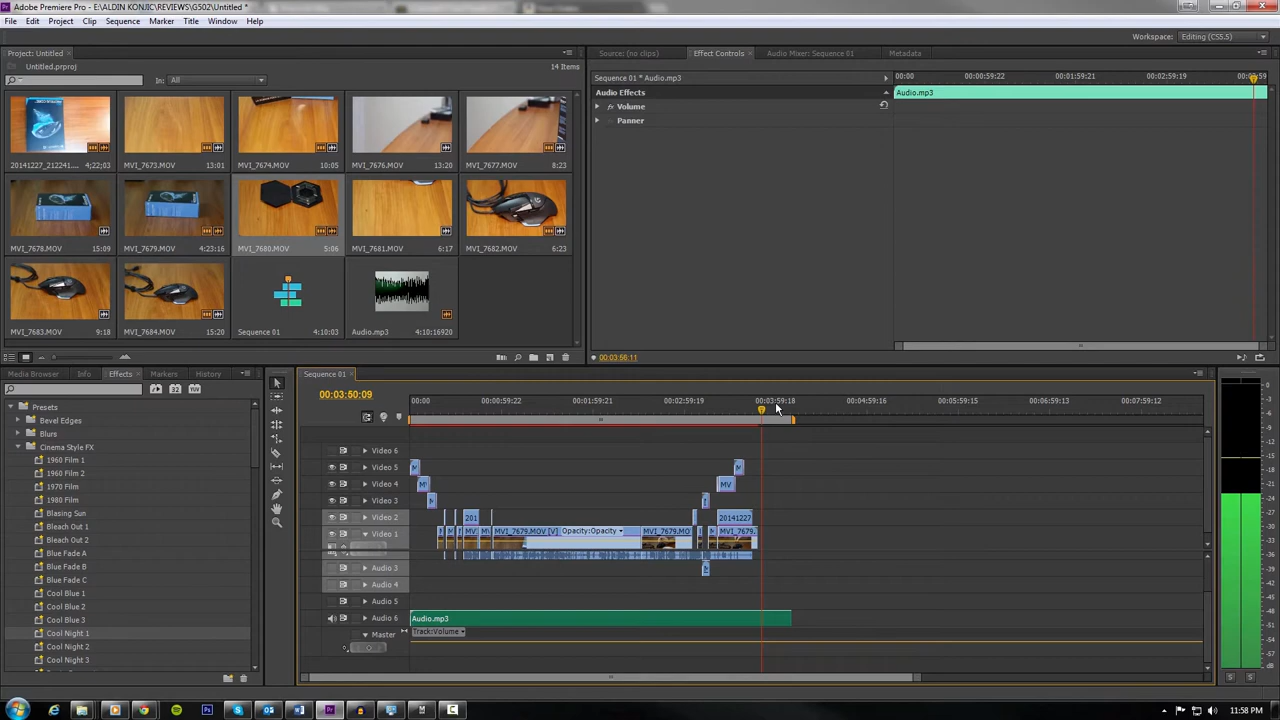 Adobe Premiere Pro - E:\ALDIN KONJIC\REVIEWS\G502\Untitled *
File Edit Project Clip Sequence Marker Title Window Help
Workspace: Editing (CS5.5)
Project: Untitled
Untitled.prproj
14 Items
In: All
20141227_212241.... 4;22;03
MVI_7673.MOV 13:01
MVI_7674.MOV 10:05
MVI_7676.MOV 13:20
MVI_7677.MOV 8:23
MVI_7678.MOV 15:09
MVI_7679.MOV 4:23:16
MVI_7680.MOV 5:06
MVI_7681.MOV 6:17
MVI_7682.MOV 6:23
MVI_7683.MOV 9:18
MVI_7684.MOV 15:20
Sequence 01 4:10:03
Audio.mp3 4:10:16920
Source: (no clips) Effect Controls Audio Mixer: Sequence 01 Metadata
Sequence 01 * Audio.mp3
00:00 00:00:59:22 00:01:59:21 00:02:59:19
Audio Effects
Audio.mp3
fx Volume
Panner
Media Browser Info Effects Markers History
Presets
Bevel Edges
Blurs
Cinema Style FX
1960 Film 1
1960 Film 2
1970 Film
1980 Film
Blasing Sun
Bleach Out 1
Bleach Out 2
Blue Fade A
Blue Fade B
Blue Fade C
Cool Blue 1
Cool Blue 2
Cool Blue 3
Cool Night 1
Cool Night 2
Cool Night 3
Sequence 01
00:03:50:09
00:00 00:00:59:22 00:01:59:21 00:02:59:19 00:03:59:18 00:04:59:16 00:05:59:15 00:06:59:13 00:07:59:12
Video 6
Video 5
Video 4
MV
Video 3
Video 2
201
20141227
Video 1
MVI_7679.MOV [V] Opacity:Opacity
MVI_7679.MOV
MVI_7679.
Audio 3
Audio 4
Audio 5
Audio 6
Audio.mp3
Master
Track:Volume
11:58 PM